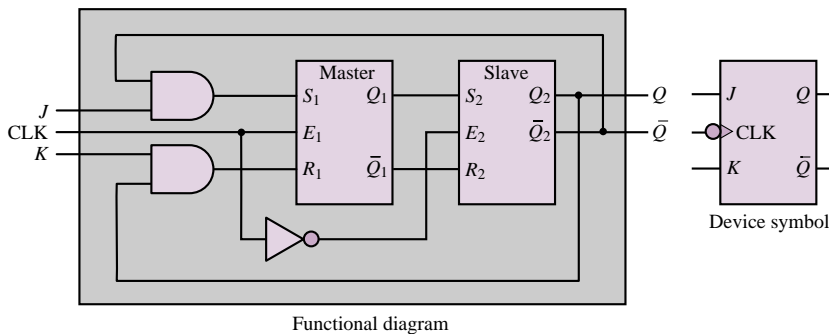 Master
Slave
J
CLK
K
S₁
Q₁
E₁
R₁
Q̅₁
S₂
Q₂
E₂
Q̅₂
R₂
Q
Q̅
J
Q
CLK
K
Q̅
Device symbol
Functional diagram